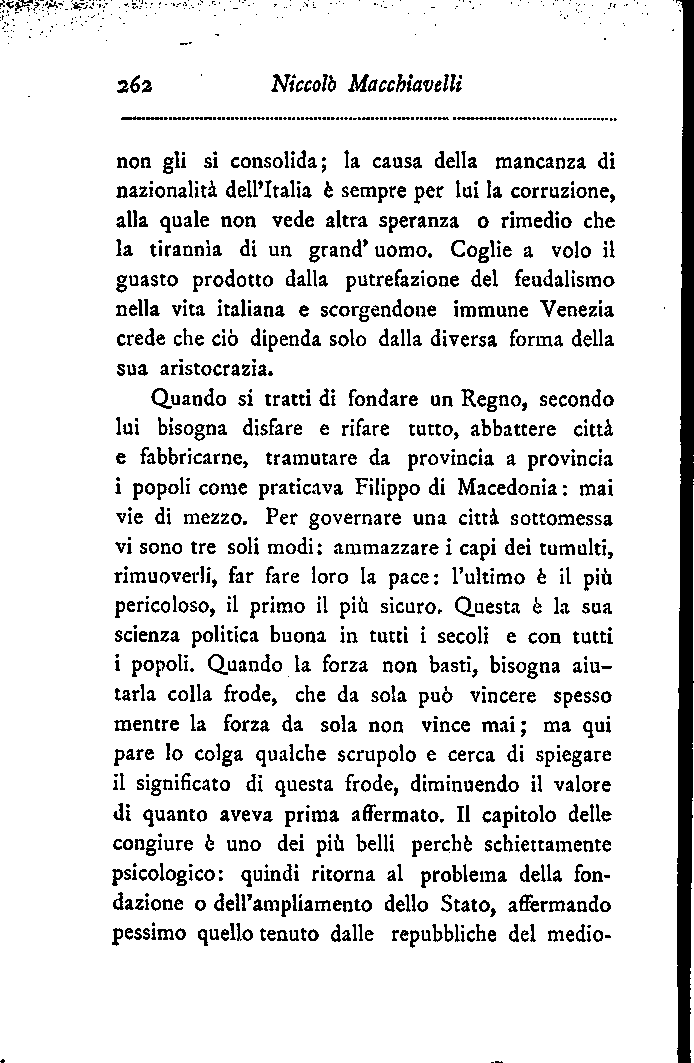 262 Niccolò Macchiavelli
non gli si consolida; la causa della mancanza di
nazionalità dell'Italia è sempre per lui la corruzione,
alla quale non vede altra speranza o rimedio che
la tirannia di un grand' uomo. Coglie a volo il
guasto prodotto dalla putrefazione del feudalismo
nella vita italiana e scorgendone immune Venezia
crede che ciò dipenda solo dalla diversa forma della
sua aristocrazia.
Quando si tratti di fondare un Regno, secondo
lui bisogna disfare e rifare tutto, abbattere città
e fabbricarne, tramutare da provincia a provincia
i popoli come praticava Filippo di Macedonia: mai
vie di mezzo. Per governare una città sottomessa
vi sono tre soli modi: ammazzare i capi dei tumulti,
rimuoverli, far fare loro la pace: l'ultimo è il più
pericoloso, il primo il più sicuro. Questa è la sua
scienza politica buona in tutti i secoli e con tutti
i popoli. Quando la forza non basti, bisogna aiu-
tarla colla frode, che da sola può vincere spesso
mentre la forza da sola non vince mai; ma qui
pare lo colga qualche scrupolo e cerca di spiegare
il significato di questa frode, diminuendo il valore
di quanto aveva prima affermato. Il capitolo delle
congiure è uno dei più belli perchè schiettamente
psicologico: quindi ritorna al problema della fon-
dazione o dell'ampliamento dello Stato, affermando
pessimo quello tenuto dalle repubbliche del medio-